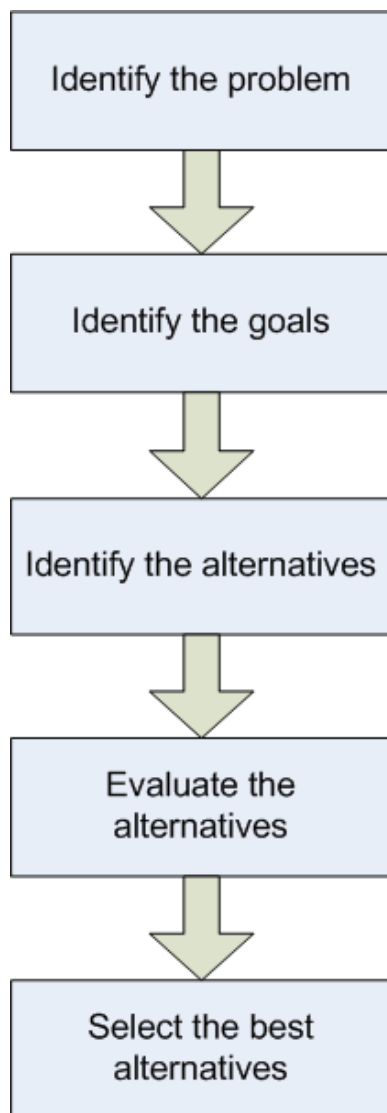 Identify the problem
Identify the goals
Identify the alternatives
Evaluate the
alternatives
Select the best
alternatives